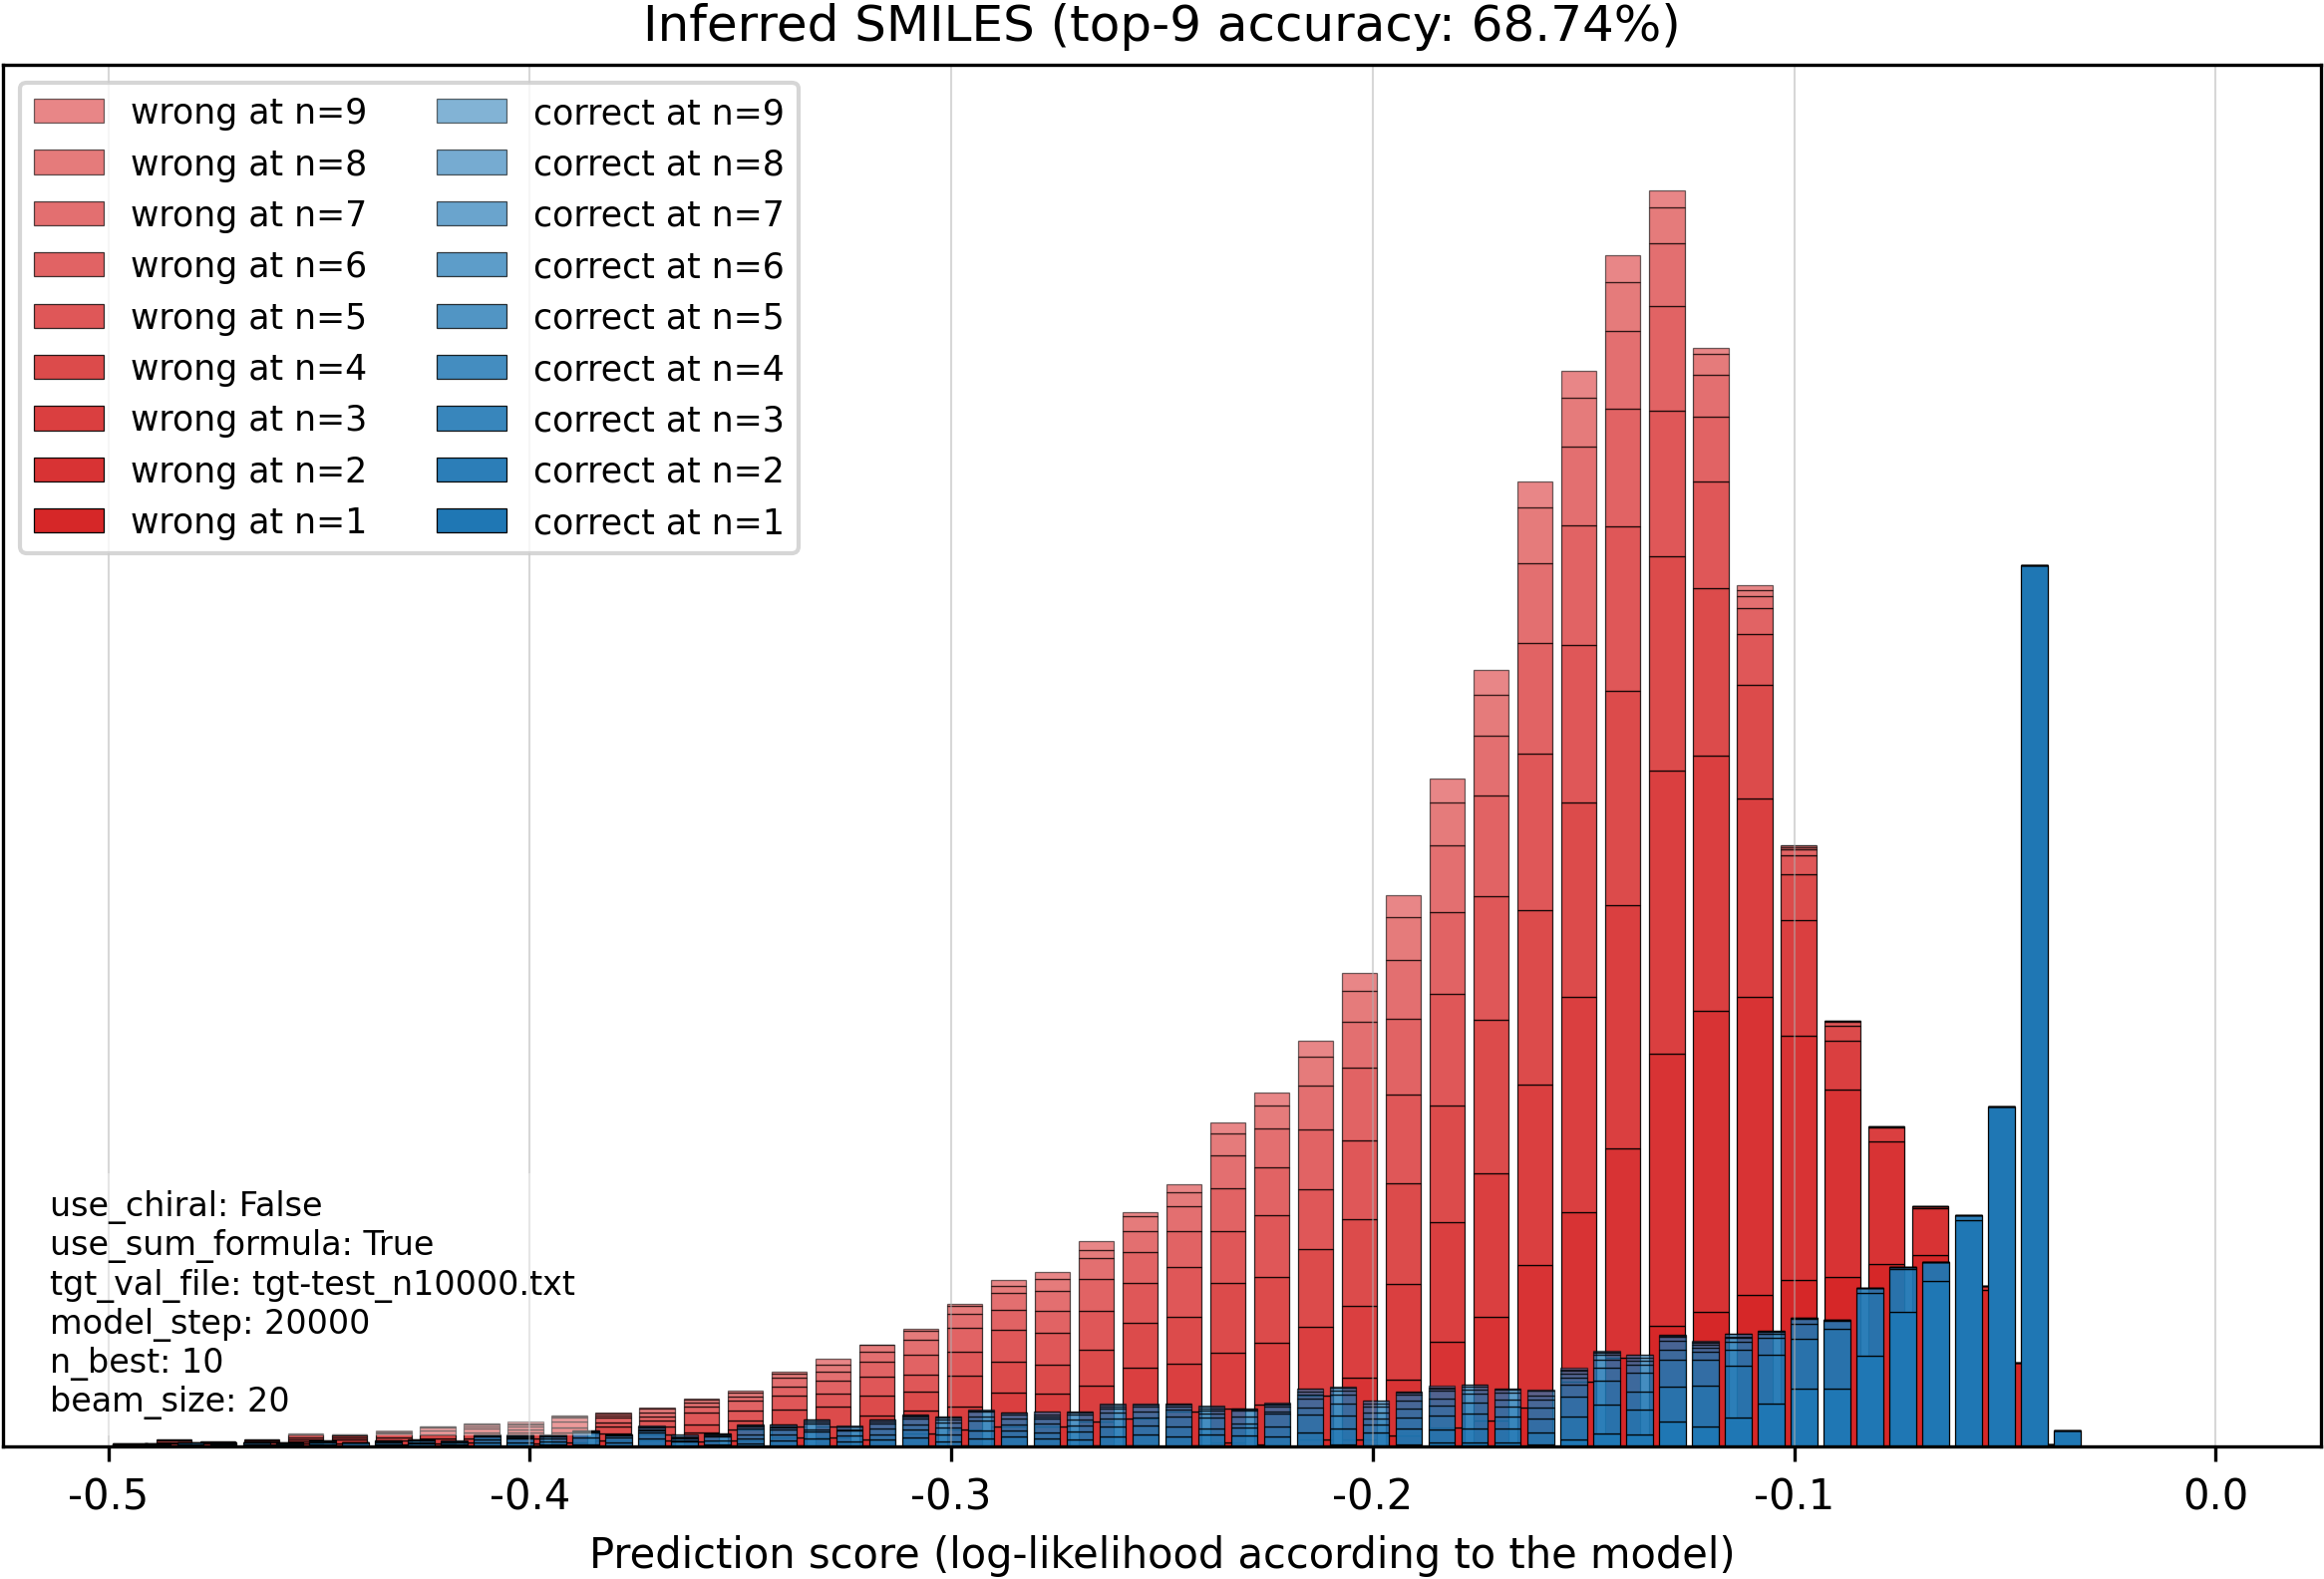 Inferred SMILES (top-9 accuracy: 68.74%)
wrong at n=9
wrong at n=8
wrong at n=7
wrong at n=6
wrong at n=5
wrong at n=4
wrong at n=3
wrong at n=2
wrong at n=1
correct at n=9
correct at n=8
correct at n=7
correct at n=6
correct at n=5
correct at n=4
correct at n=3
correct at n=2
correct at n=1
use_chiral: False
use_sum_formula: True
tgt_val_file: tgt-test_n10000.txt
model_step: 20000
n_best: 10
beam_size: 20
-0.5 -0.4 -0.3 -0.2 -0.1 0.0
Prediction score (log-likelihood according to the model)